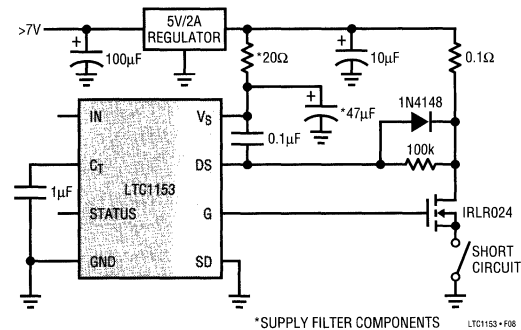 >7V
5V/2A
REGULATOR
+
100µF
*20Ω
+
10µF
0.1Ω
IN
VS
+
*47µF
1N4148
0.1µF
CT
DS
100k
1µF
LTC1153
STATUS
G
IRLR024
GND
SD
SHORT
CIRCUIT
*SUPPLY FILTER COMPONENTS
LTC1153 • F08